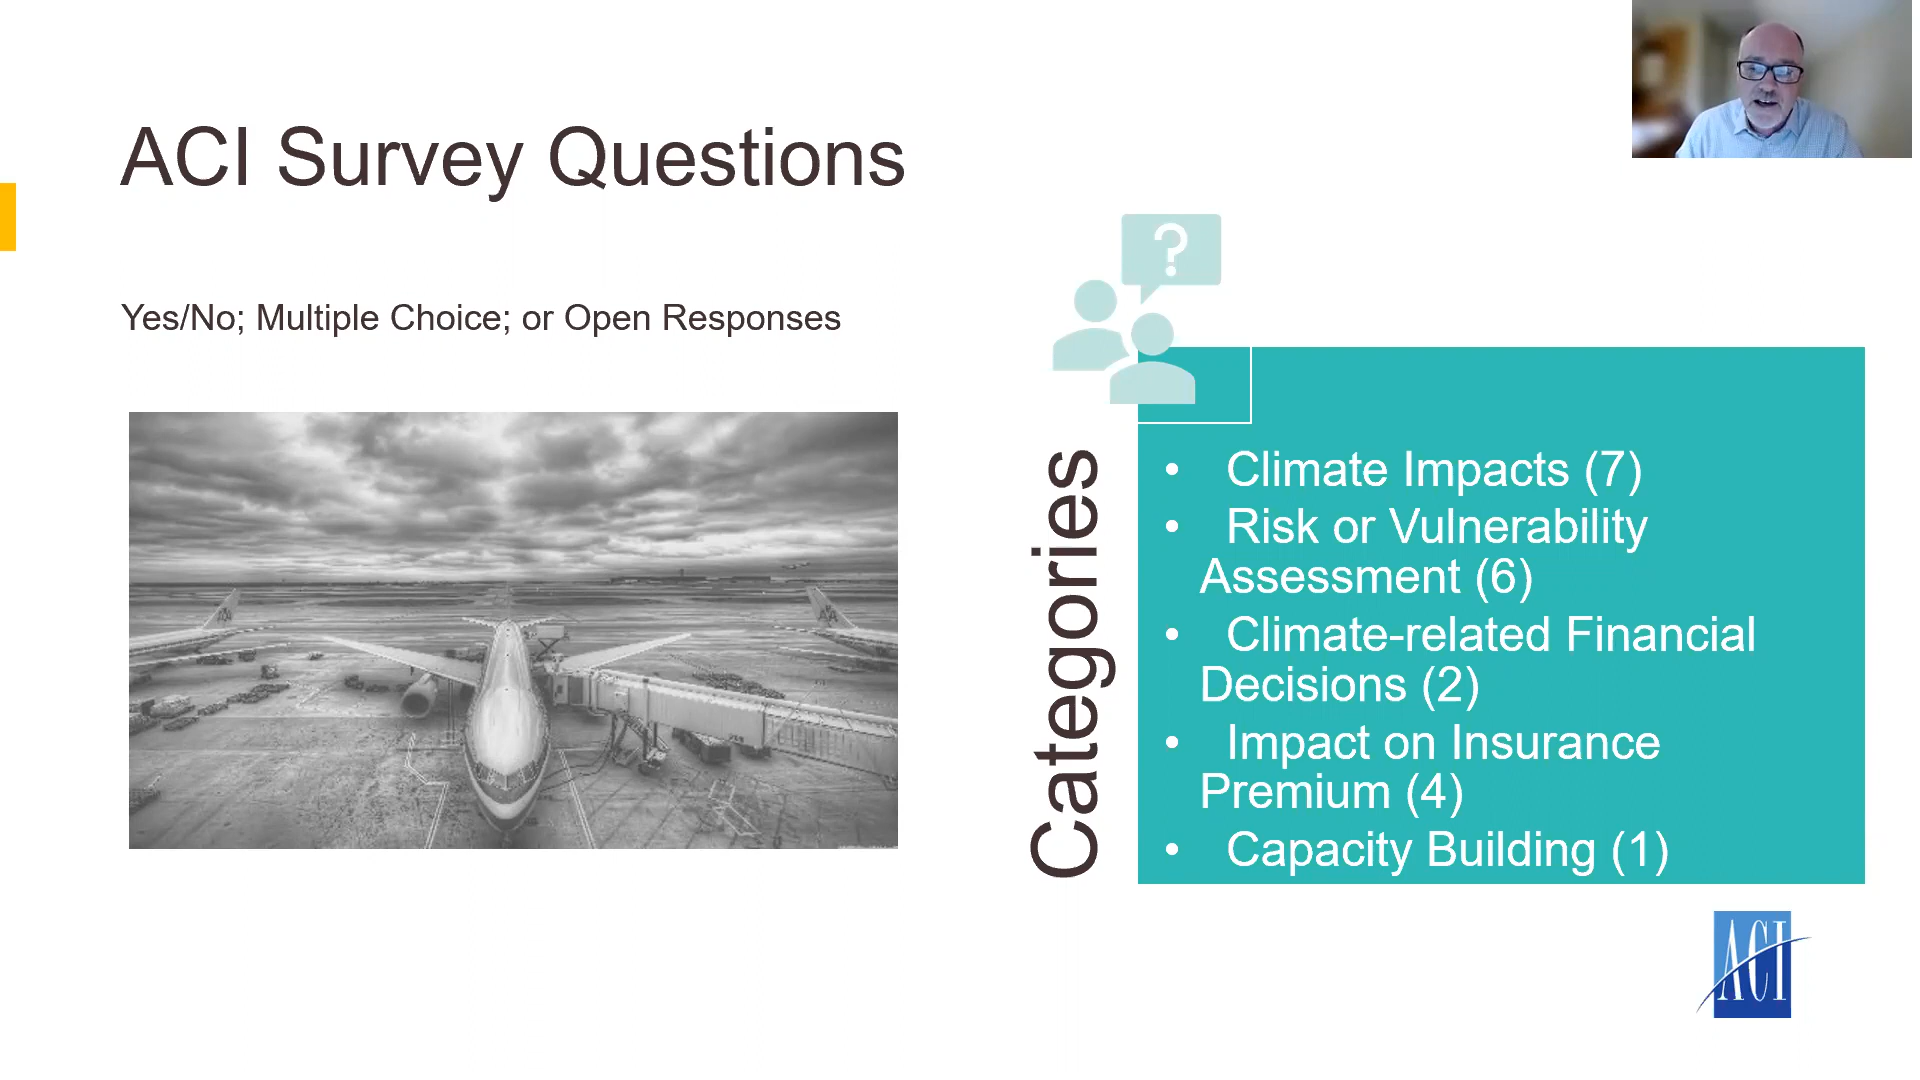 ACI Survey Questions
Yes/No; Multiple Choice; or Open Responses
?
Categories
• Climate Impacts (7)
• Risk or Vulnerability
Assessment (6)
• Climate-related Financial
Decisions (2)
• Impact on Insurance
Premium (4)
• Capacity Building (1)
ACI